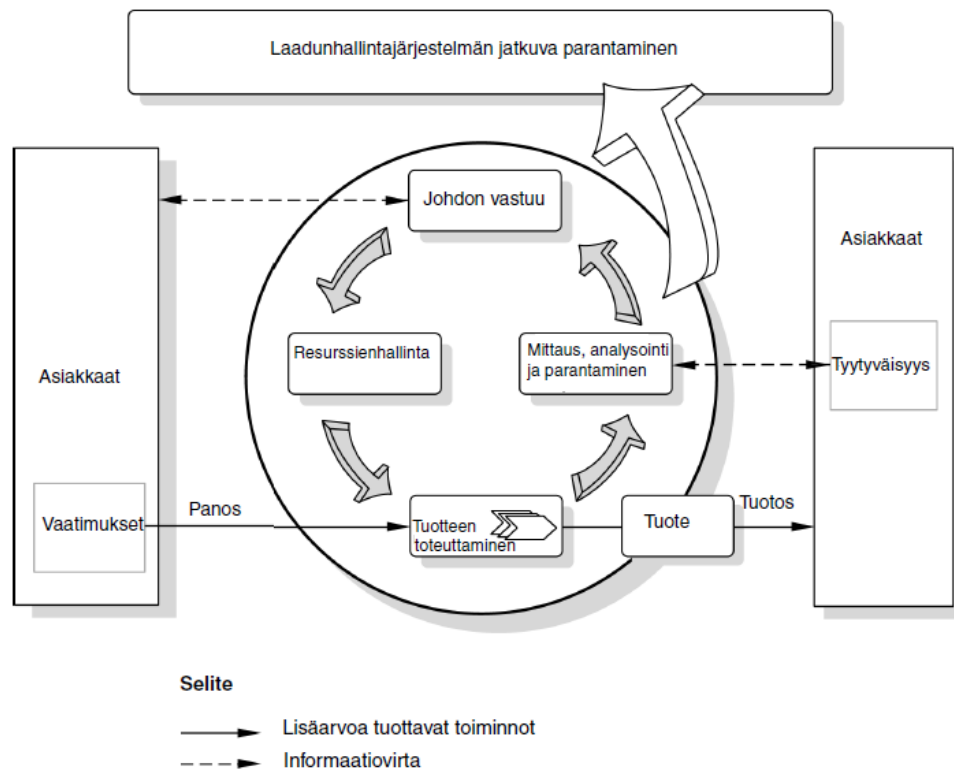 Laadunhallintajärjestelmän jatkuva parantaminen
Johdon vastuu
Asiakkaat
Asiakkaat
Resurssienhallinta
Mittaus, analysointi
ja parantaminen
Tyytyväisyys
Vaatimukset
Panos
Tuotteen
toteuttaminen
Tuote
Tuotos
Selite
Lisäarvoa tuottavat toiminnot
Informaatiovirta